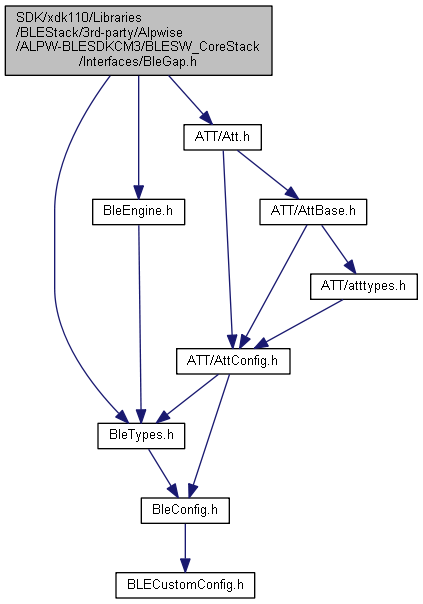 SDK/xdk110/Libraries
/BLEStack/3rd-party/Alpwise
/ALPW-BLESDKCM3/BLESW_CoreStack
/Interfaces/BleGap.h
ATT/Att.h
BleEngine.h
ATT/AttBase.h
ATT/atttypes.h
ATT/AttConfig.h
BleTypes.h
BleConfig.h
BLECustomConfig.h